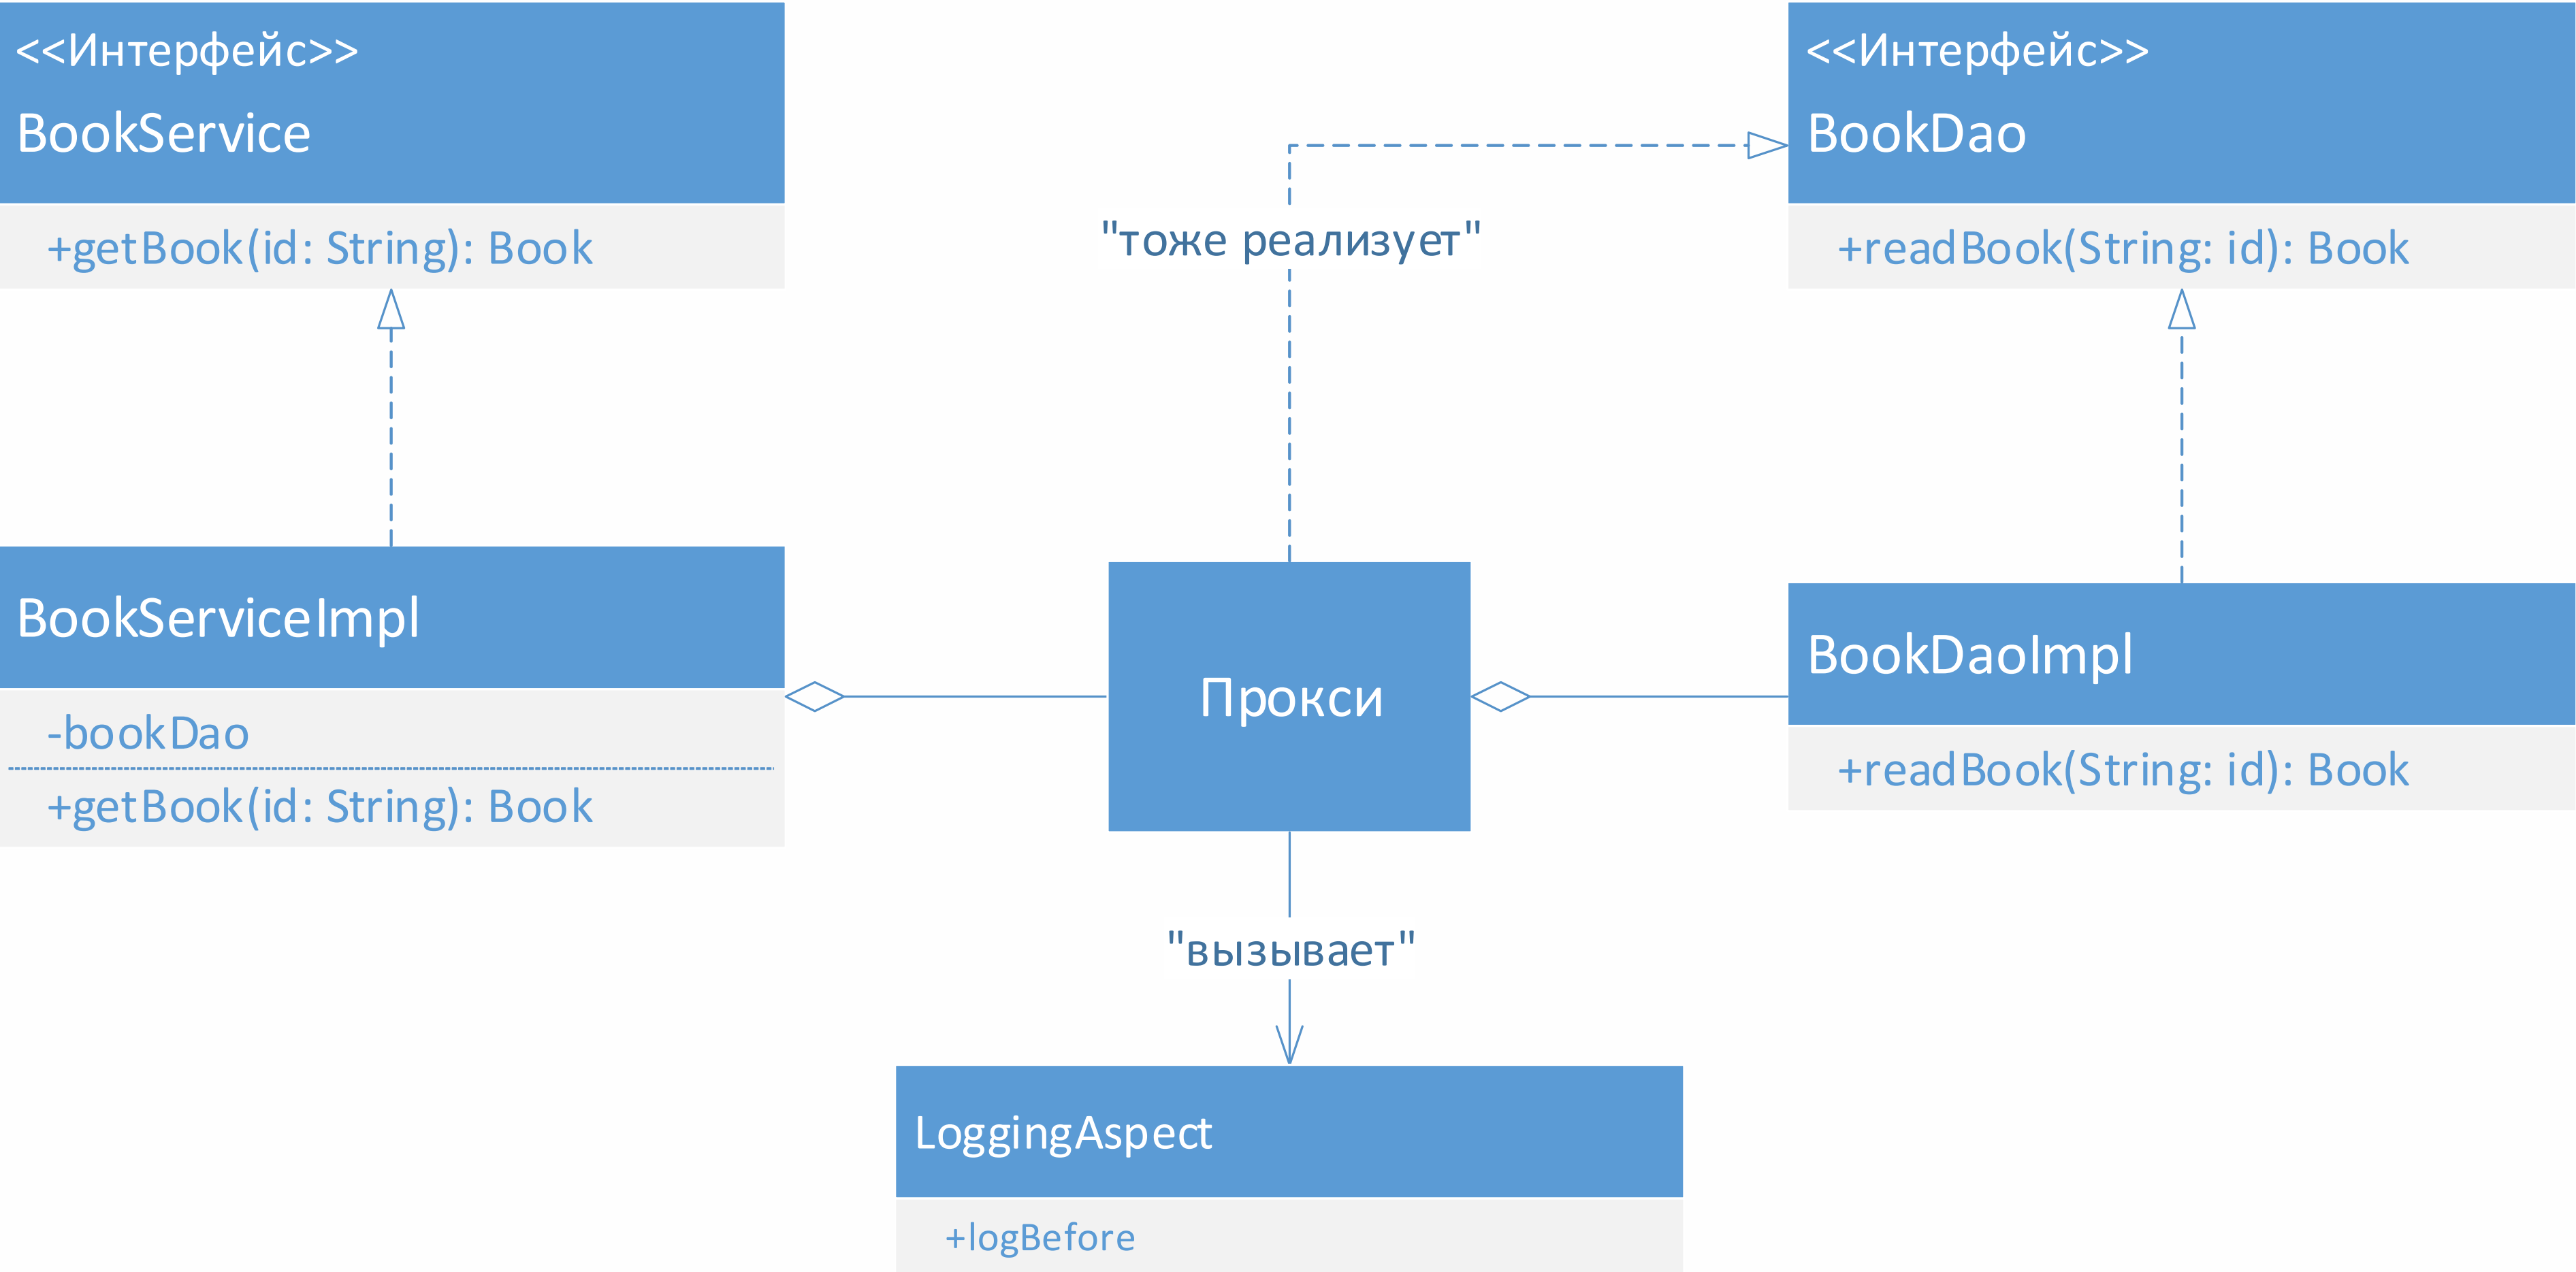 <<Интерфейс>>
BookService
+getBook(id: String): Book
<<Интерфейс>>
BookDao
+readBook(String: id): Book
"тоже реализует"
BookServiceImpl
-bookDao
+getBook(id: String): Book
Прокси
BookDaoImpl
+readBook(String: id): Book
"вызывает"
LoggingAspect
+logBefore